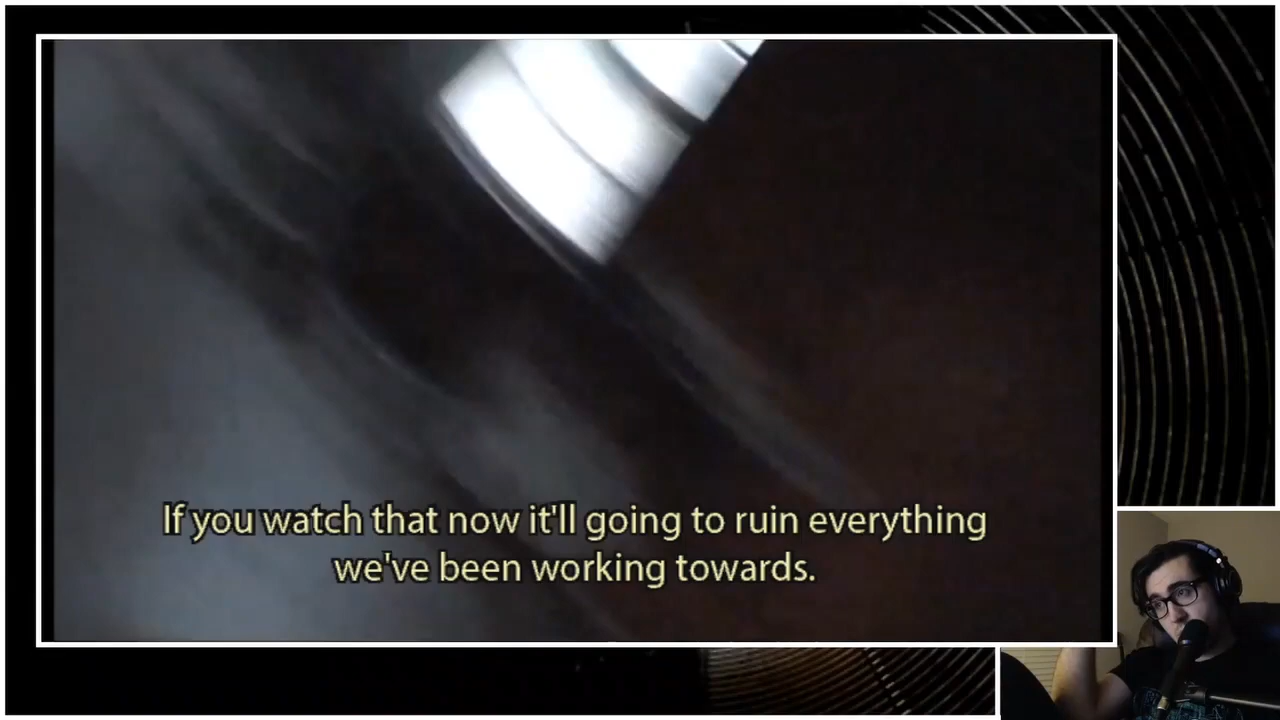 If you watch that now it'll going to ruin everything
we've been working towards.